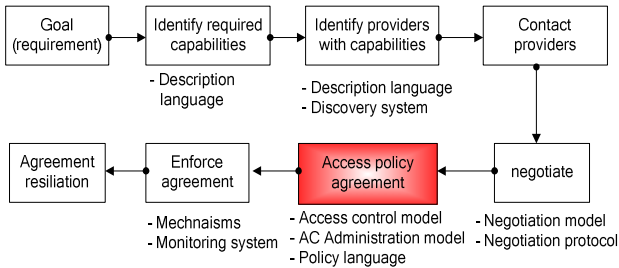 Goal
(requirement)
Identify required
capabilities
Identify providers
with capabilities
Contact
providers
- Description
language
- Description language
- Discovery system
Agreement
resiliation
Enforce
agreement
Access policy
agreement
negotiate
- Mechnaisms
- Monitoring system
- Access control model
- AC Administration model
- Policy language
- Negotiation model
- Negotiation protocol